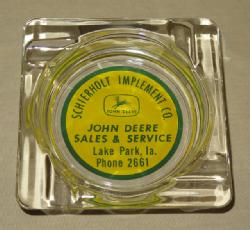 SCHIERHOLT IMPLEMENT CO.
JOHN DEERE
JOHN DEERE
SALES & SERVICE
Lake Park, Ia.
Phone 2661